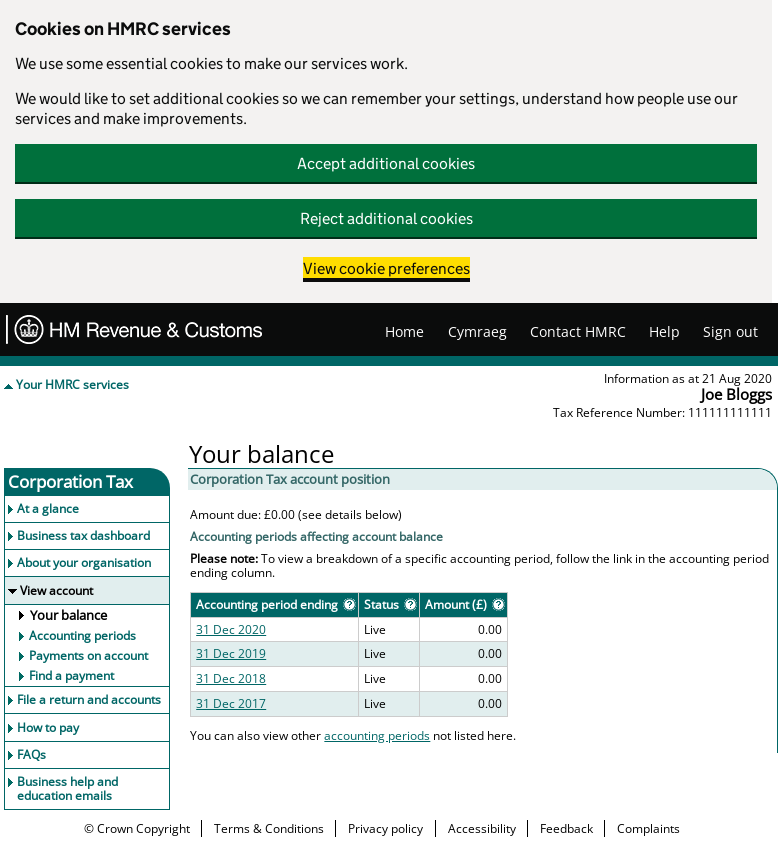 Cookies on HMRC services
We use some essential cookies to make our services work.
We would like to set additional cookies so we can remember your settings, understand how people use our
services and make improvements.
Accept additional cookies
Reject additional cookies
View cookie preferences
HM Revenue & Customs
Home Cymraeg Contact HMRC Help Sign out
Your HMRC services
Information as at 21 Aug 2020
Joe Bloggs
Tax Reference Number: 111111111111
Your balance
Corporation Tax
At a glance
Business tax dashboard
About your organisation
View account
Your balance
Accounting periods
Payments on account
Find a payment
File a return and accounts
How to pay
FAQs
Business help and
education emails
Corporation Tax account position
Amount due: £0.00 (see details below)
Accounting periods affecting account balance
Please note: To view a breakdown of a specific accounting period, follow the link in the accounting period
ending column.
Accounting period ending ? Status ? Amount (£) ?
31 Dec 2020 Live 0.00
31 Dec 2019 Live 0.00
31 Dec 2018 Live 0.00
31 Dec 2017 Live 0.00
You can also view other accounting periods not listed here.
© Crown Copyright Terms & Conditions Privacy policy Accessibility Feedback Complaints